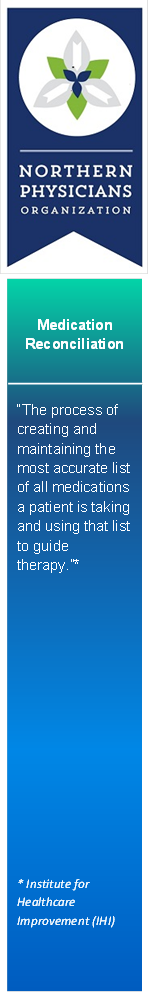 NORTHERN
PHYSICIANS
ORGANIZATION
Medication
Reconciliation
"The process of
creating and
maintaining the
most accurate list
of all medications
a patient is taking
and using that list
to guide
therapy."*
* Institute for
Healthcare
Improvement (IHI)